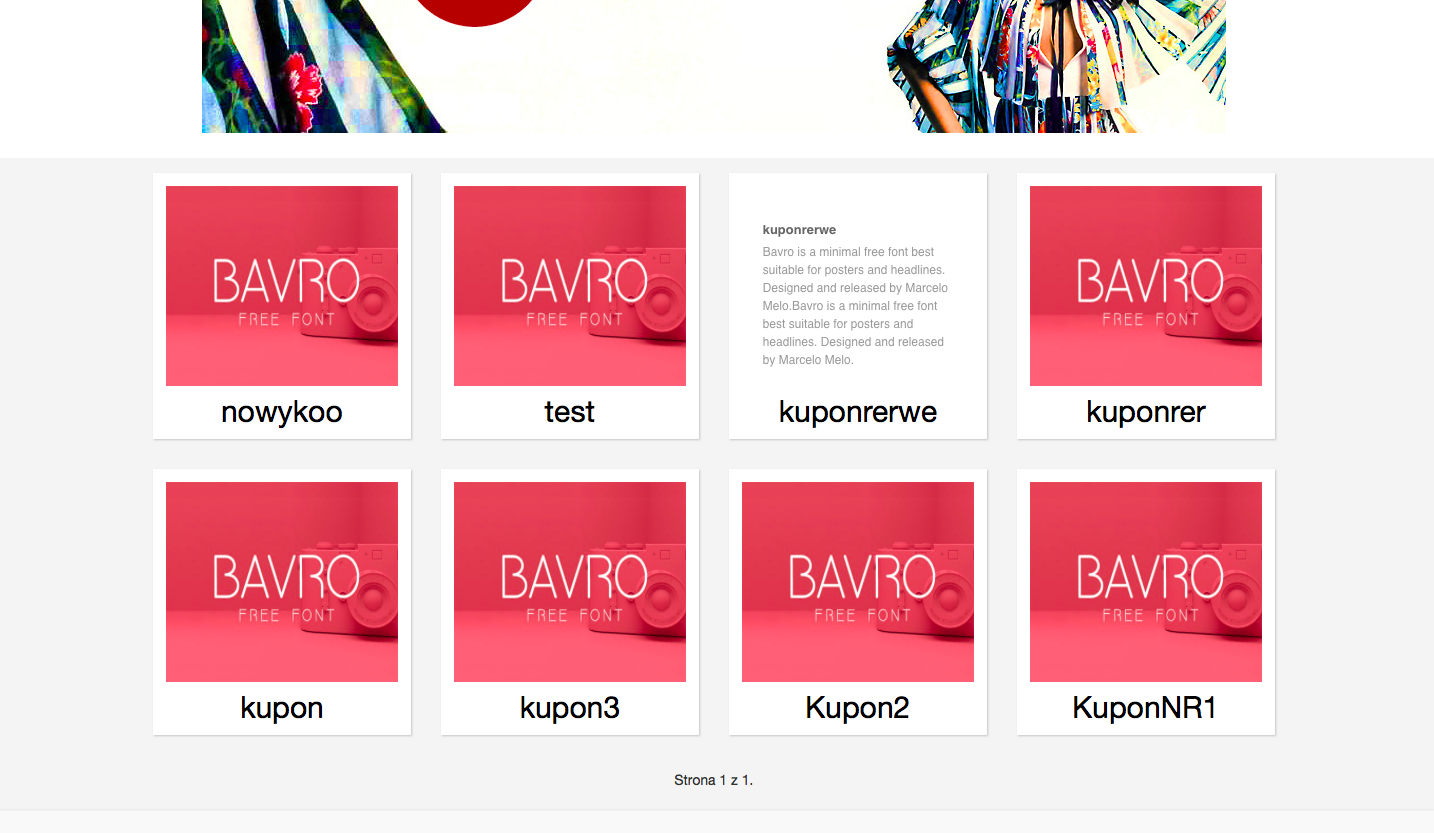 BAVRO
FREE FONT
nowykoo
BAVRO
FREE FONT
test
kuponrerwe
Bavro is a minimal free font best
suitable for posters and headlines.
Designed and released by Marcelo
Melo.Bavro is a minimal free font
best suitable for posters and
headlines. Designed and released
by Marcelo Melo.
kuponrerwe
BAVRO
FREE FONT
kuponrer
BAVRO
FREE FONT
kupon
BAVRO
FREE FONT
kupon3
BAVRO
FREE FONT
Kupon2
BAVRO
FREE FONT
KuponNR1
Strona 1 z 1.